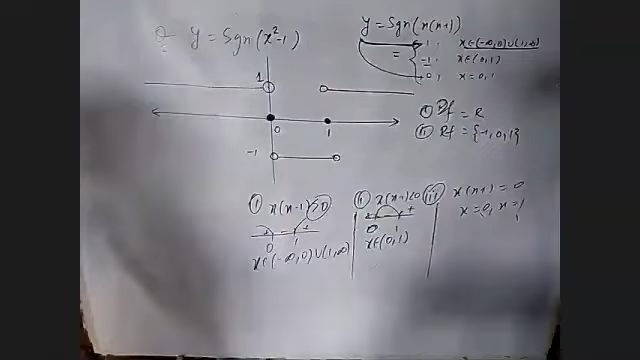 Q y = Sgn(x²-1)
y = Sgn(x(x-1))
= { 1, x∈(-∞,0)∪(1,∞)
-1, x∈(0,1)
0, x=0,1
1
0 1
-1
(i) Df = R
(ii) Rf = {-1,0,1}
(i) x(x-1)>0
+ - +
0 1
x∈(-∞,0)∪(1,∞)
(ii) x(x-1)<0
+ - +
0 1
x∈(0,1)
(iii) x(x-1) = 0
x=0, x=1